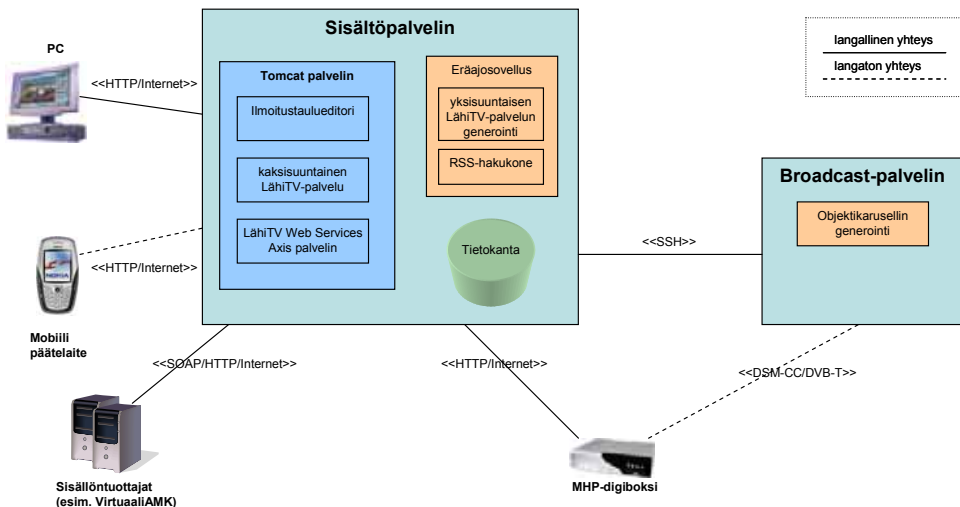 Sisältöpalvelin
langallinen yhteys
langaton yhteys
PC
<<HTTP/Internet>>
Tomcat palvelin
Ilmoitustaulueditori
kaksisuuntainen
LähiTV-palvelu
LähiTV Web Services
Axis palvelin
Eräajosovellus
yksisuuntaisen
LähiTV-palvelun
generointi
RSS-hakukone
Tietokanta
<<SSH>>
Broadcast-palvelin
Objektikarusellin
generointi
<<HTTP/Internet>>
NOKIA
Mobiili
päätelaite
<<SOAP/HTTP/Internet>>
<<HTTP/Internet>>
<<DSM-CC/DVB-T>>
Sisällöntuottajat
(esim. VirtuaaliAMK)
MHP-digiboksi